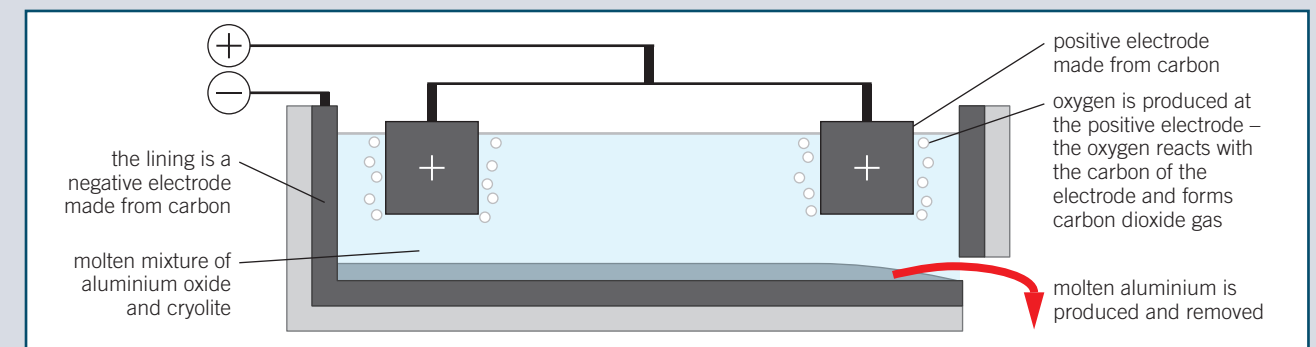 +
−
the lining is a
negative electrode
made from carbon
molten mixture of
aluminium oxide
and cryolite
+
+
positive electrode
made from carbon
oxygen is produced at
the positive electrode –
the oxygen reacts with
the carbon of the
electrode and forms
carbon dioxide gas
molten aluminium is
produced and removed